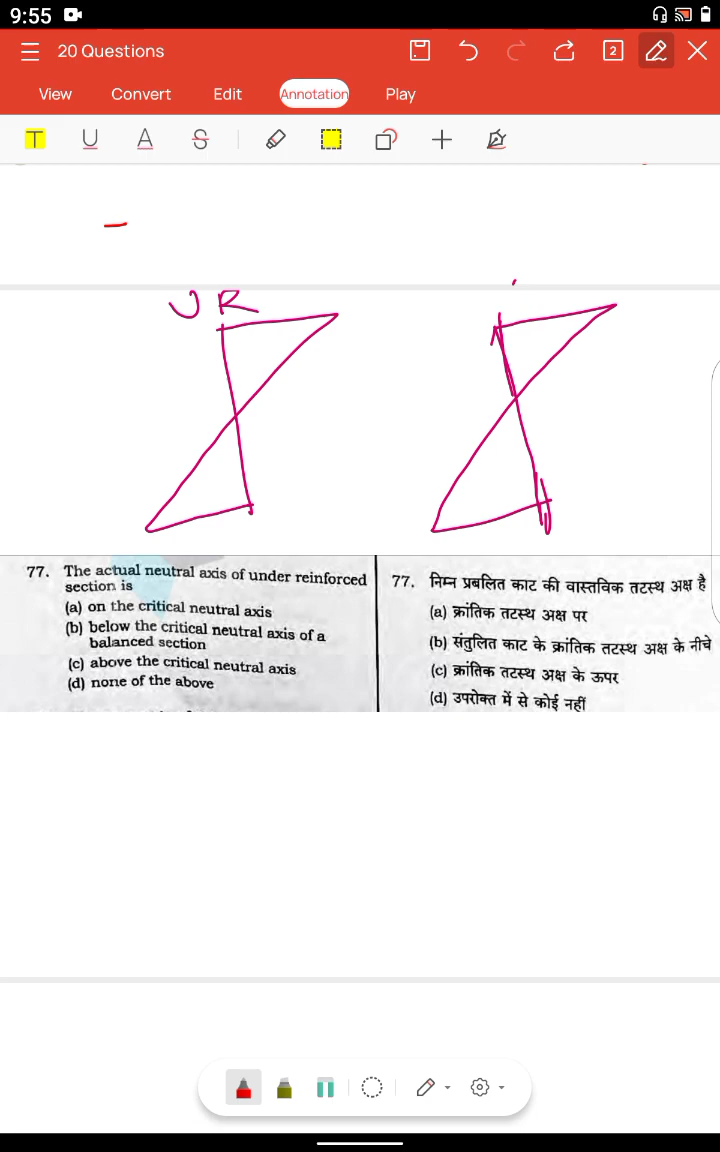 9:55
20 Questions
2
View Convert Edit Annotation Play
T U A S
U R
77. The actual neutral axis of under reinforced
section is
(a) on the critical neutral axis
(b) below the critical neutral axis of a
balanced section
(c) above the critical neutral axis
(d) none of the above
77. निम्न प्रबलित काट की वास्तविक तटस्थ अक्ष है
(a) क्रांतिक तटस्थ अक्ष पर
(b) संतुलित काट के क्रांतिक तटस्थ अक्ष के नीचे
(c) क्रांतिक तटस्थ अक्ष के ऊपर
(d) उपरोक्त में से कोई नहीं